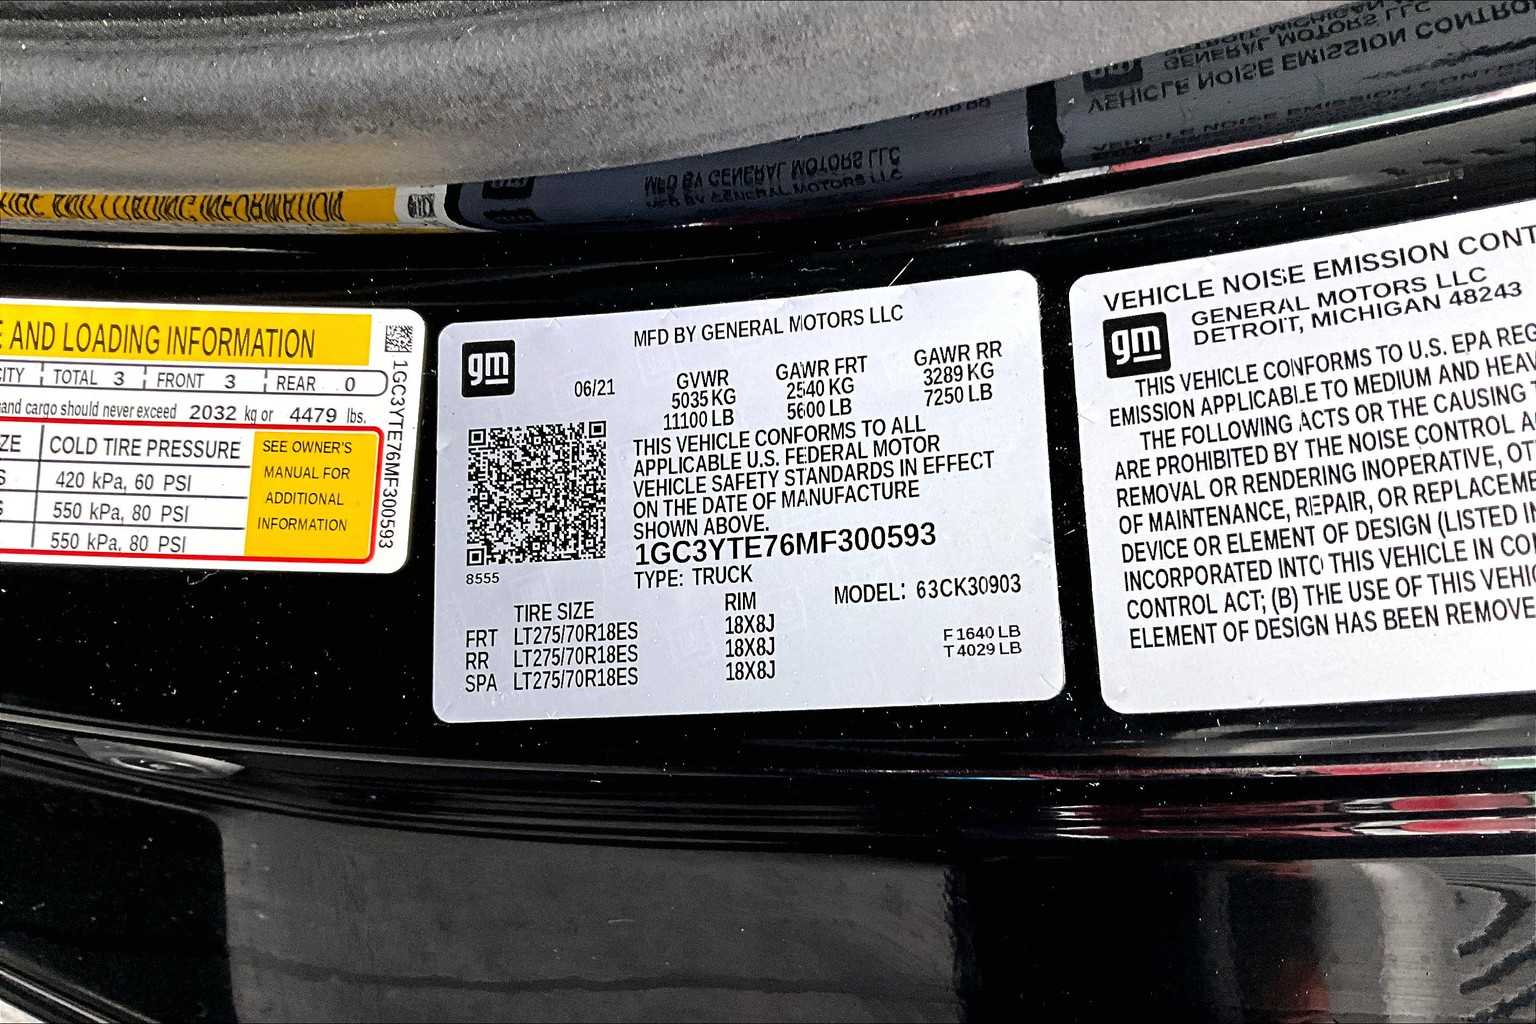 E AND LOADING INFORMATION
CITY TOTAL 3 FRONT 3 REAR 0
and cargo should never exceed 2032 kg or 4479 lbs.
ZE COLD TIRE PRESSURE
S 420 kPa, 60 PSI
S 550 kPa, 80 PSI
550 kPa, 80 PSI
SEE OWNER'S
MANUAL FOR
ADDITIONAL
INFORMATION
1GC3YTE76MF300593
gm
MFD BY GENERAL MOTORS LLC
06/21
GVWR GAWR FRT GAWR RR
5035 KG 2540 KG 3289 KG
11100 LB 5600 LB 7250 LB
THIS VEHICLE CONFORMS TO ALL
APPLICABLE U.S. FEDERAL MOTOR
VEHICLE SAFETY STANDARDS IN EFFECT
ON THE DATE OF MANUFACTURE
SHOWN ABOVE.
1GC3YTE76MF300593
8555
TYPE: TRUCK
MODEL: 63CK30903
TIRE SIZE RIM
FRT LT275/70R18ES 18X8J
RR LT275/70R18ES 18X8J
SPA LT275/70R18ES 18X8J
F 1640 LB
T 4029 LB
VEHICLE NOISE EMISSION CONT
gm
GENERAL MOTORS LLC
DETROIT, MICHIGAN 48243
THIS VEHICLE CONFORMS TO U.S. EPA REG
EMISSION APPLICABLE TO MEDIUM AND HEAV
THE FOLLOWING ACTS OR THE CAUSING
ARE PROHIBITED BY THE NOISE CONTROL A
REMOVAL OR RENDERING INOPERATIVE, OT
OF MAINTENANCE, REPAIR, OR REPLACEME
DEVICE OR ELEMENT OF DESIGN (LISTED IN
INCORPORATED INTO THIS VEHICLE IN CO
CONTROL ACT; (B) THE USE OF THIS VEHIC
ELEMENT OF DESIGN HAS BEEN REMOVE